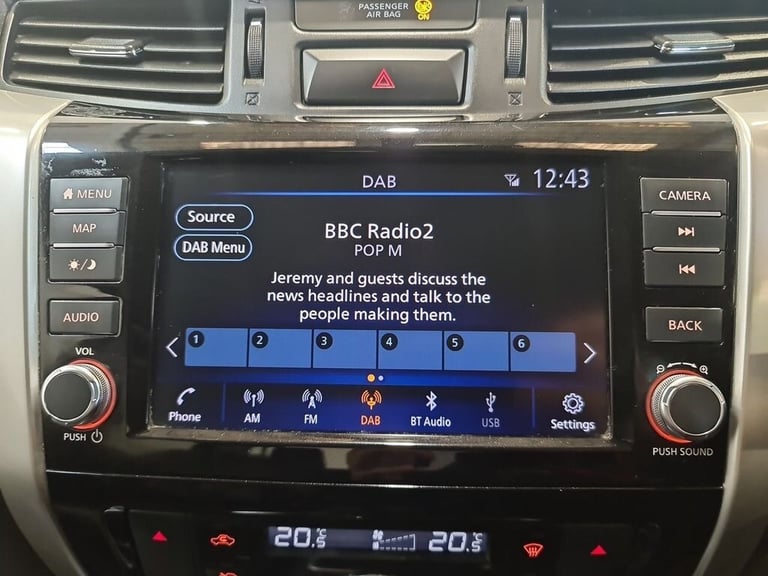 PASSENGER
AIR BAG
ON
MENU
MAP
AUDIO
VOL
PUSH
DAB
12:43
Source
DAB Menu
BBC Radio2
POP M
Jeremy and guests discuss the
news headlines and talk to the
people making them.
1 2 3 4 5 6
Phone AM FM DAB BT Audio USB Settings
CAMERA
BACK
PUSH SOUND
20.5°C 20.5°C